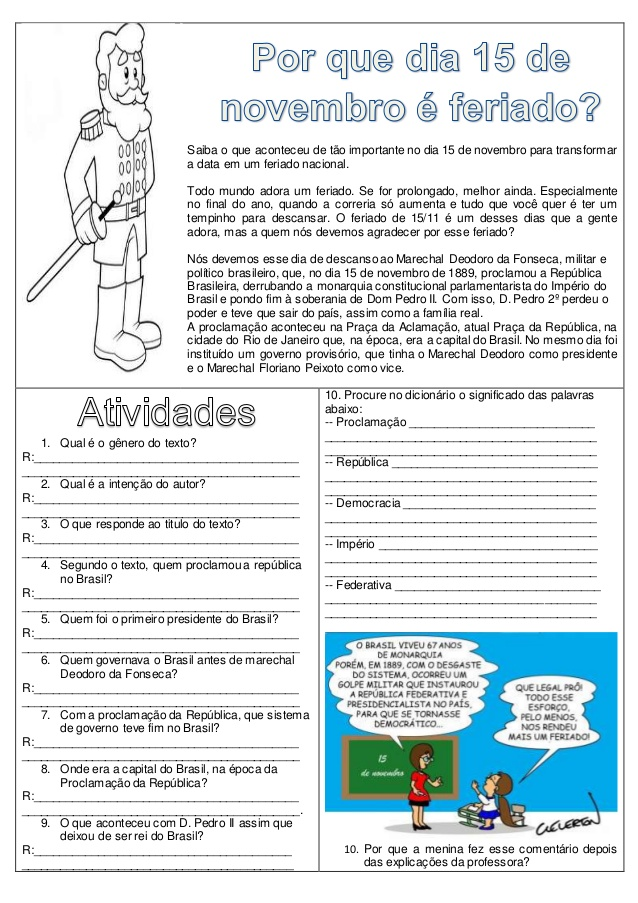 Por que dia 15 de
novembro é feriado?
Saiba o que aconteceu de tão importante no dia 15 de novembro para transformar
a data em um feriado nacional.
Todo mundo adora um feriado. Se for prolongado, melhor ainda. Especialmente
no final do ano, quando a correria só aumenta e tudo que você quer é ter um
tempinho para descansar. O feriado de 15/11 é um desses dias que a gente
adora, mas a quem nós devemos agradecer por esse feriado?
Nós devemos esse dia de descanso ao Marechal Deodoro da Fonseca, militar e
político brasileiro, que, no dia 15 de novembro de 1889, proclamou a República
Brasileira, derrubando a monarquia constitucional parlamentarista do Império do
Brasil e pondo fim à soberania de Dom Pedro II. Com isso, D. Pedro 2º perdeu o
poder e teve que sair do país, assim como a família real.
A proclamação aconteceu na Praça da Aclamação, atual Praça da República, na
cidade do Rio de Janeiro que, na época, era a capital do Brasil. No mesmo dia foi
instituído um governo provisório, que tinha o Marechal Deodoro como presidente
e o Marechal Floriano Peixoto como vice.
Atividades
1. Qual é o gênero do texto?
R:
2. Qual é a intenção do autor?
R:
3. O que responde ao titulo do texto?
R:
4. Segundo o texto, quem proclamou a república
no Brasil?
R:
5. Quem foi o primeiro presidente do Brasil?
R:
6. Quem governava o Brasil antes de marechal
Deodoro da Fonseca?
R:
7. Com a proclamação da República, que sistema
de governo teve fim no Brasil?
R:
8. Onde era a capital do Brasil, na época da
Proclamação da República?
R:
9. O que aconteceu com D. Pedro II assim que
deixou de ser rei do Brasil?
R:
10. Procure no dicionário o significado das palavras
abaixo:
-- Proclamação
-- República
-- Democracia
-- Império
-- Federativa
O BRASIL VIVEU 67 ANOS
DE MONARQUIA
PORÉM, EM 1889, COM O DESGASTE
DO SISTEMA, OCORREU UM
GOLPE MILITAR QUE INSTAUROU
A REPÚBLICA FEDERATIVA E
PRESIDENCIALISTA NO PAÍS,
PARA QUE SE TORNASSE
DEMOCRÁTICO...
QUE LEGAL PRÔ!
TODO ESSE
ESFORÇO,
PELO MENOS,
NOS RENDEU
MAIS UM FERIADO!
15
de novembro
CLEVERSON
10. Por que a menina fez esse comentário depois
das explicações da professora?